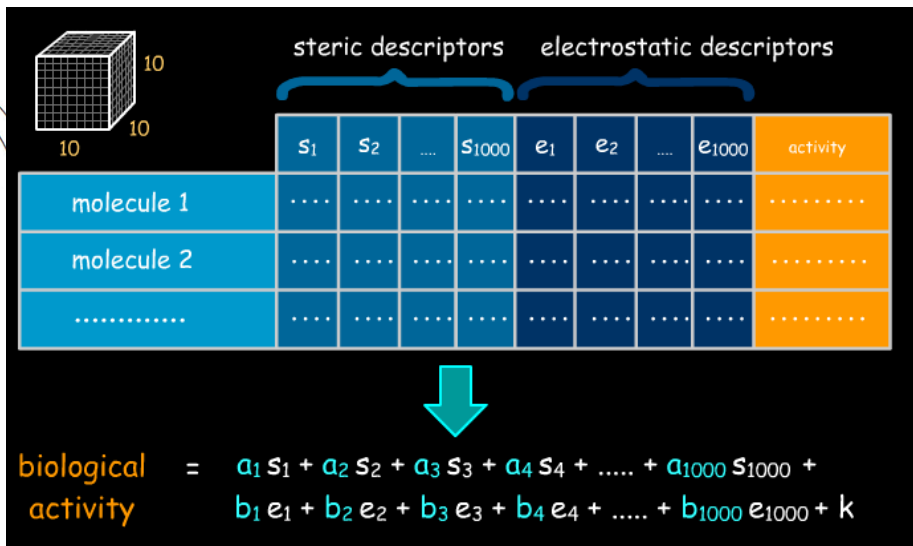 10
10
10
steric descriptors electrostatic descriptors
s₁ s₂ .... s₁₀₀₀ e₁ e₂ .... e₁₀₀₀ activity
molecule 1 .... .... .... .... .... .... .... .... .........
molecule 2 .... .... .... .... .... .... .... .... .........
............. .... .... .... .... .... .... .... .... .........
biological activity = a₁ s₁ + a₂ s₂ + a₃ s₃ + a₄ s₄ + ..... + a₁₀₀₀ s₁₀₀₀ +
b₁ e₁ + b₂ e₂ + b₃ e₃ + b₄ e₄ + ..... + b₁₀₀₀ e₁₀₀₀ + k